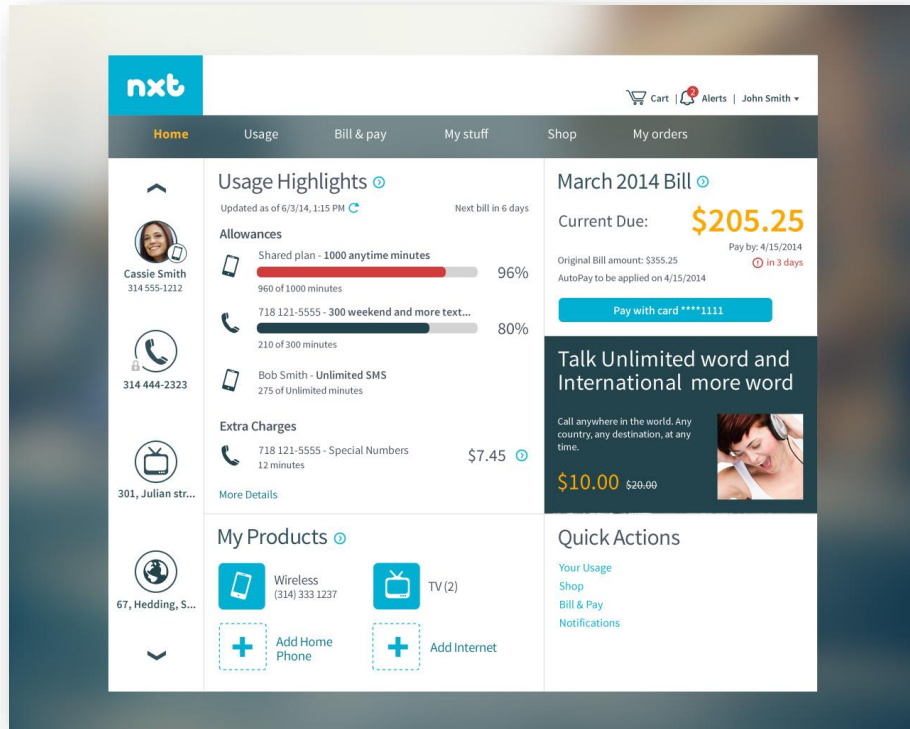 nxt
Cart | 2 Alerts | John Smith
Home Usage Bill & pay My stuff Shop My orders
Cassie Smith
314 555-1212
314 444-2323
301, Julian str...
67, Hedding, S...
Usage Highlights
Updated as of 6/3/14, 1:15 PM Next bill in 6 days
Allowances
Shared plan - 1000 anytime minutes
96%
960 of 1000 minutes
718 121-5555 - 300 weekend and more text...
80%
210 of 300 minutes
Bob Smith - Unlimited SMS
275 of Unlimited minutes
Extra Charges
718 121-5555 - Special Numbers
12 minutes
$7.45
More Details
March 2014 Bill
Current Due: $205.25
Pay by: 4/15/2014
Original Bill amount: $355.25 in 3 days
AutoPay to be applied on 4/15/2014
Pay with card ****1111
Talk Unlimited word and
International more word
Call anywhere in the world. Any
country, any destination, at any
time.
$10.00 $20.00
My Products
Wireless
(314) 333 1237
TV (2)
Add Home
Phone
Add Internet
Quick Actions
Your Usage
Shop
Bill & Pay
Notifications